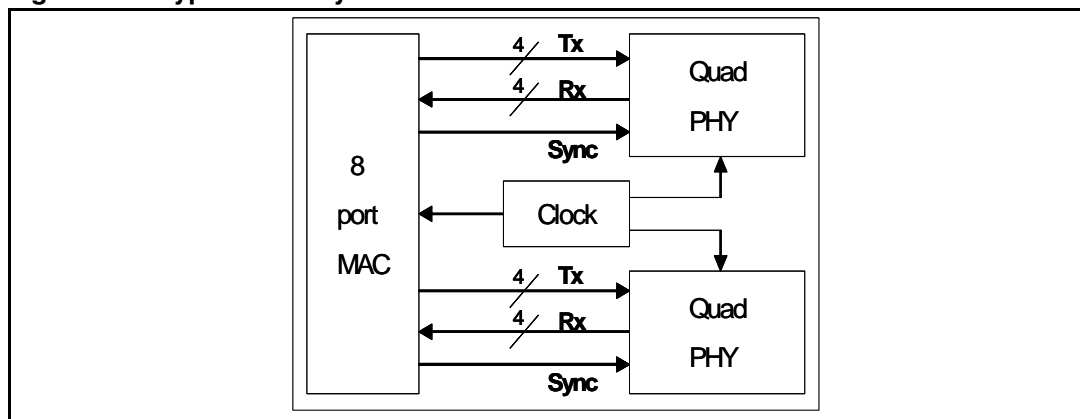 4 Tx
Quad
PHY
4 Rx
Sync
8
port
MAC
Clock
4 Tx
Quad
PHY
4 Rx
Sync